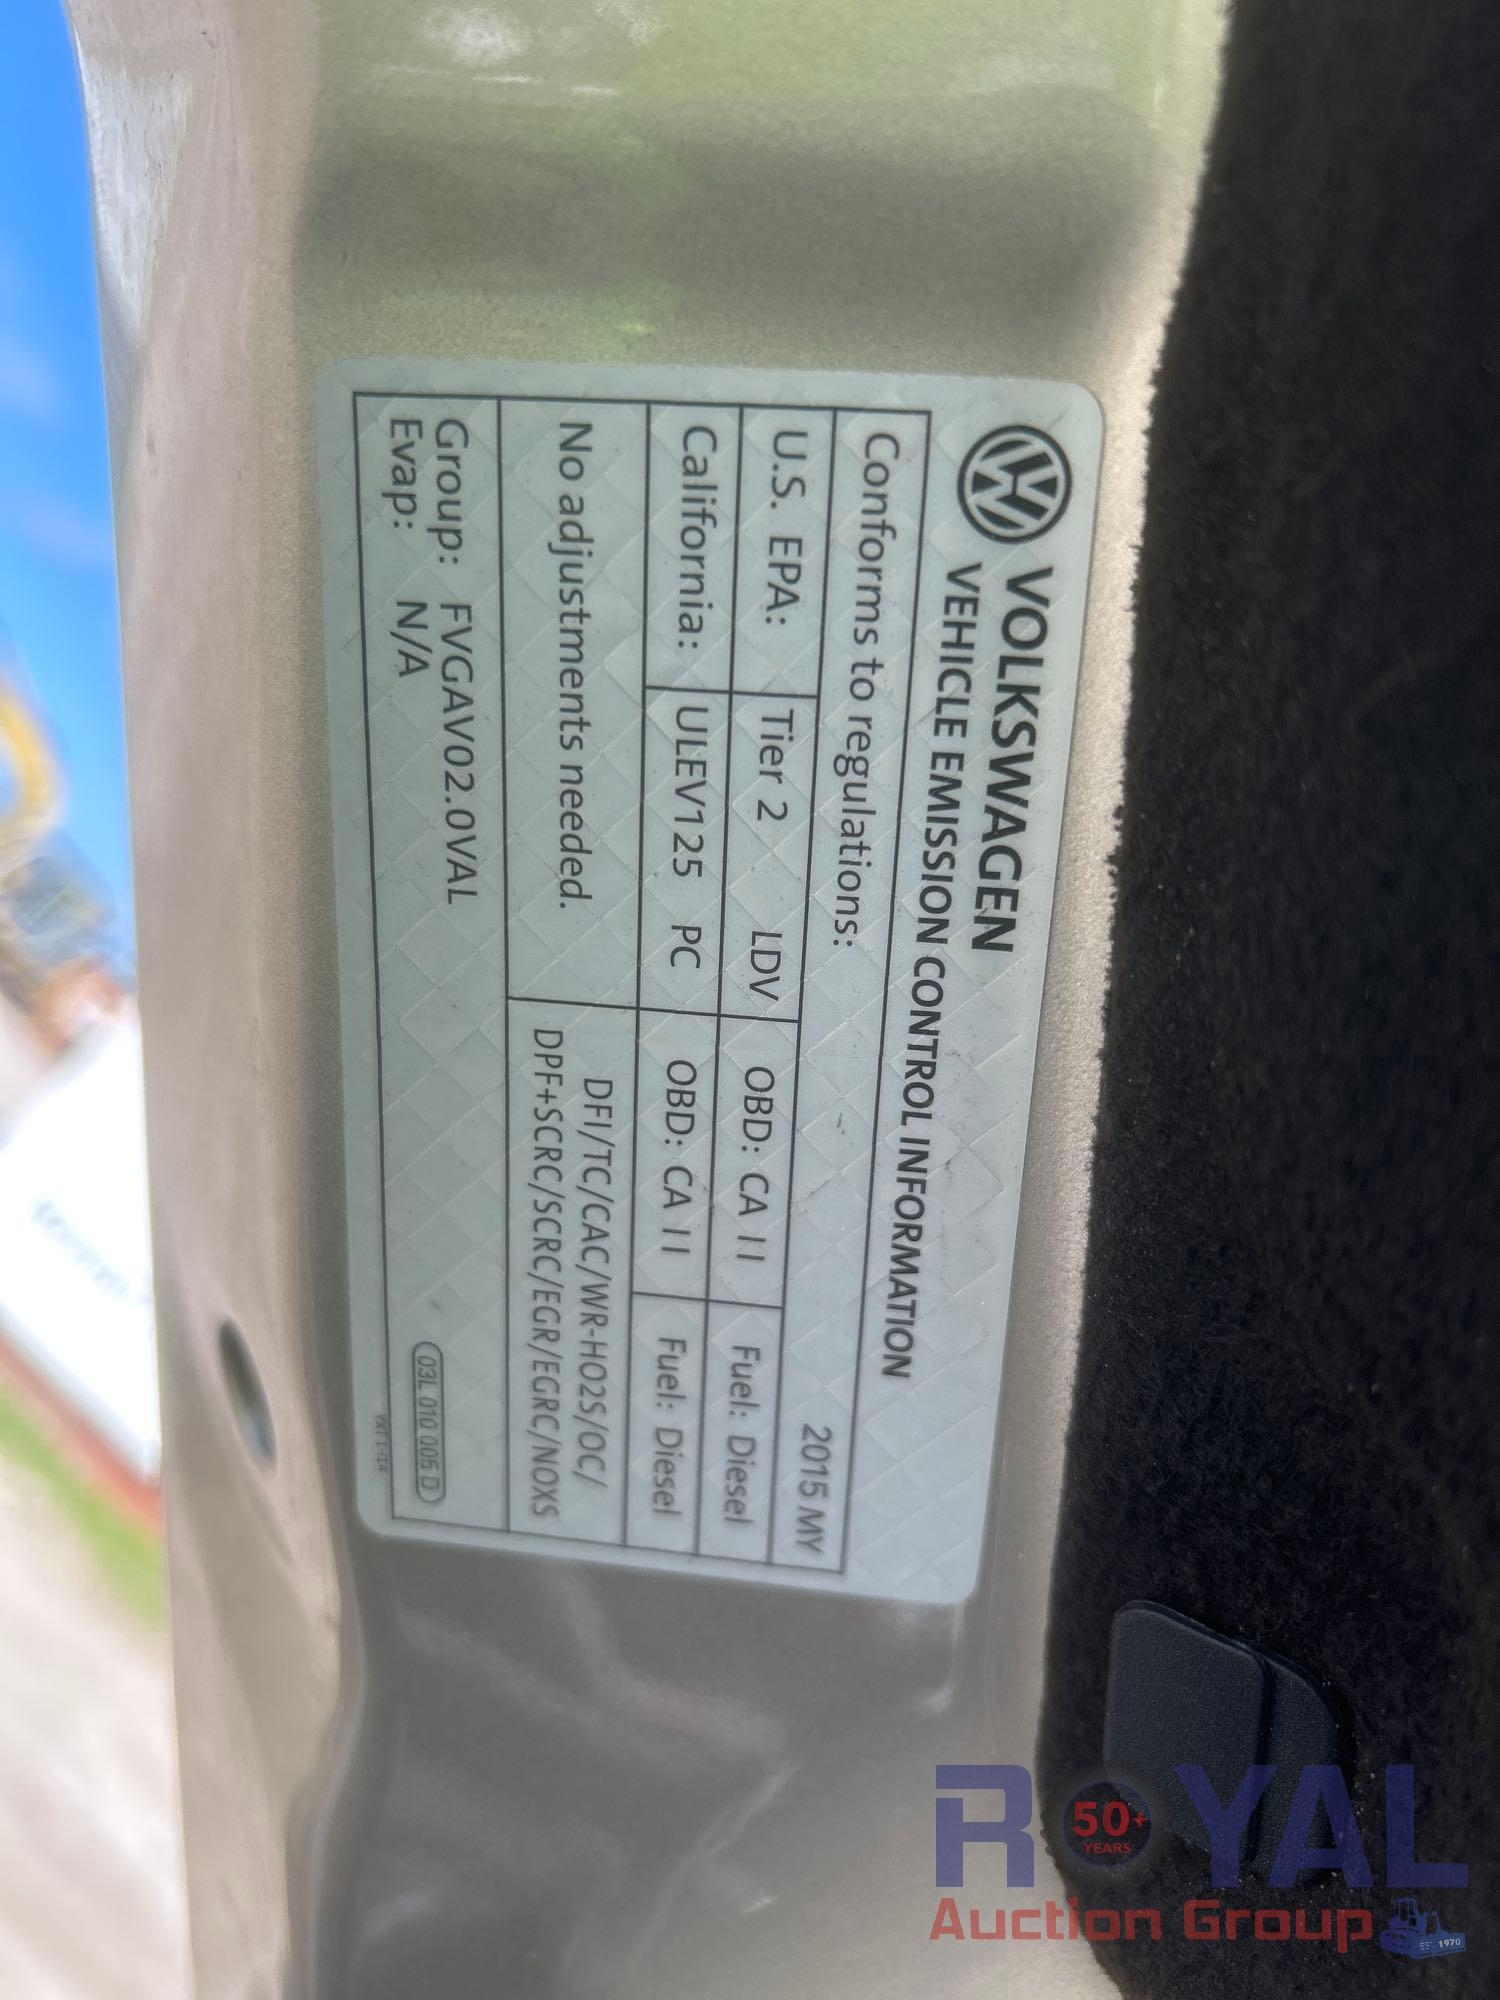 VOLKSWAGEN
VEHICLE EMISSION CONTROL INFORMATION
Conforms to regulations: 2015 MY
U.S. EPA: Tier 2 LDV OBD: CA II Fuel: Diesel
California: ULEV125 PC OBD: CA II Fuel: Diesel
No adjustments needed. DFI/TC/CAC/WR-HO2S/OC/
DPF+SCRC/SCRC/EGR/EGRC/NOXS
Group: FVGAV02.0VAL
Evap: N/A
03L 010 005 D
ROYAL
50+
YEARS
Auction Group
EST. 1970